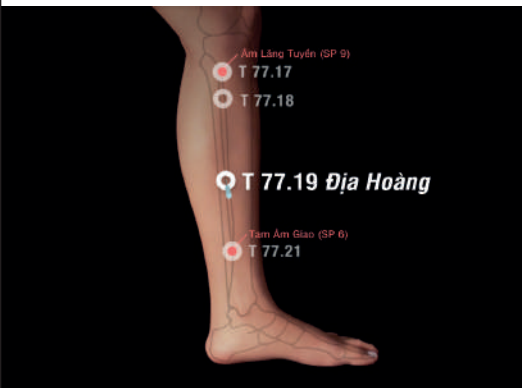 Âm Lăng Tuyền (SP 9)
T 77.17
T 77.18
T 77.19 Địa Hoàng
Tam Âm Giao (SP 6)
T 77.21